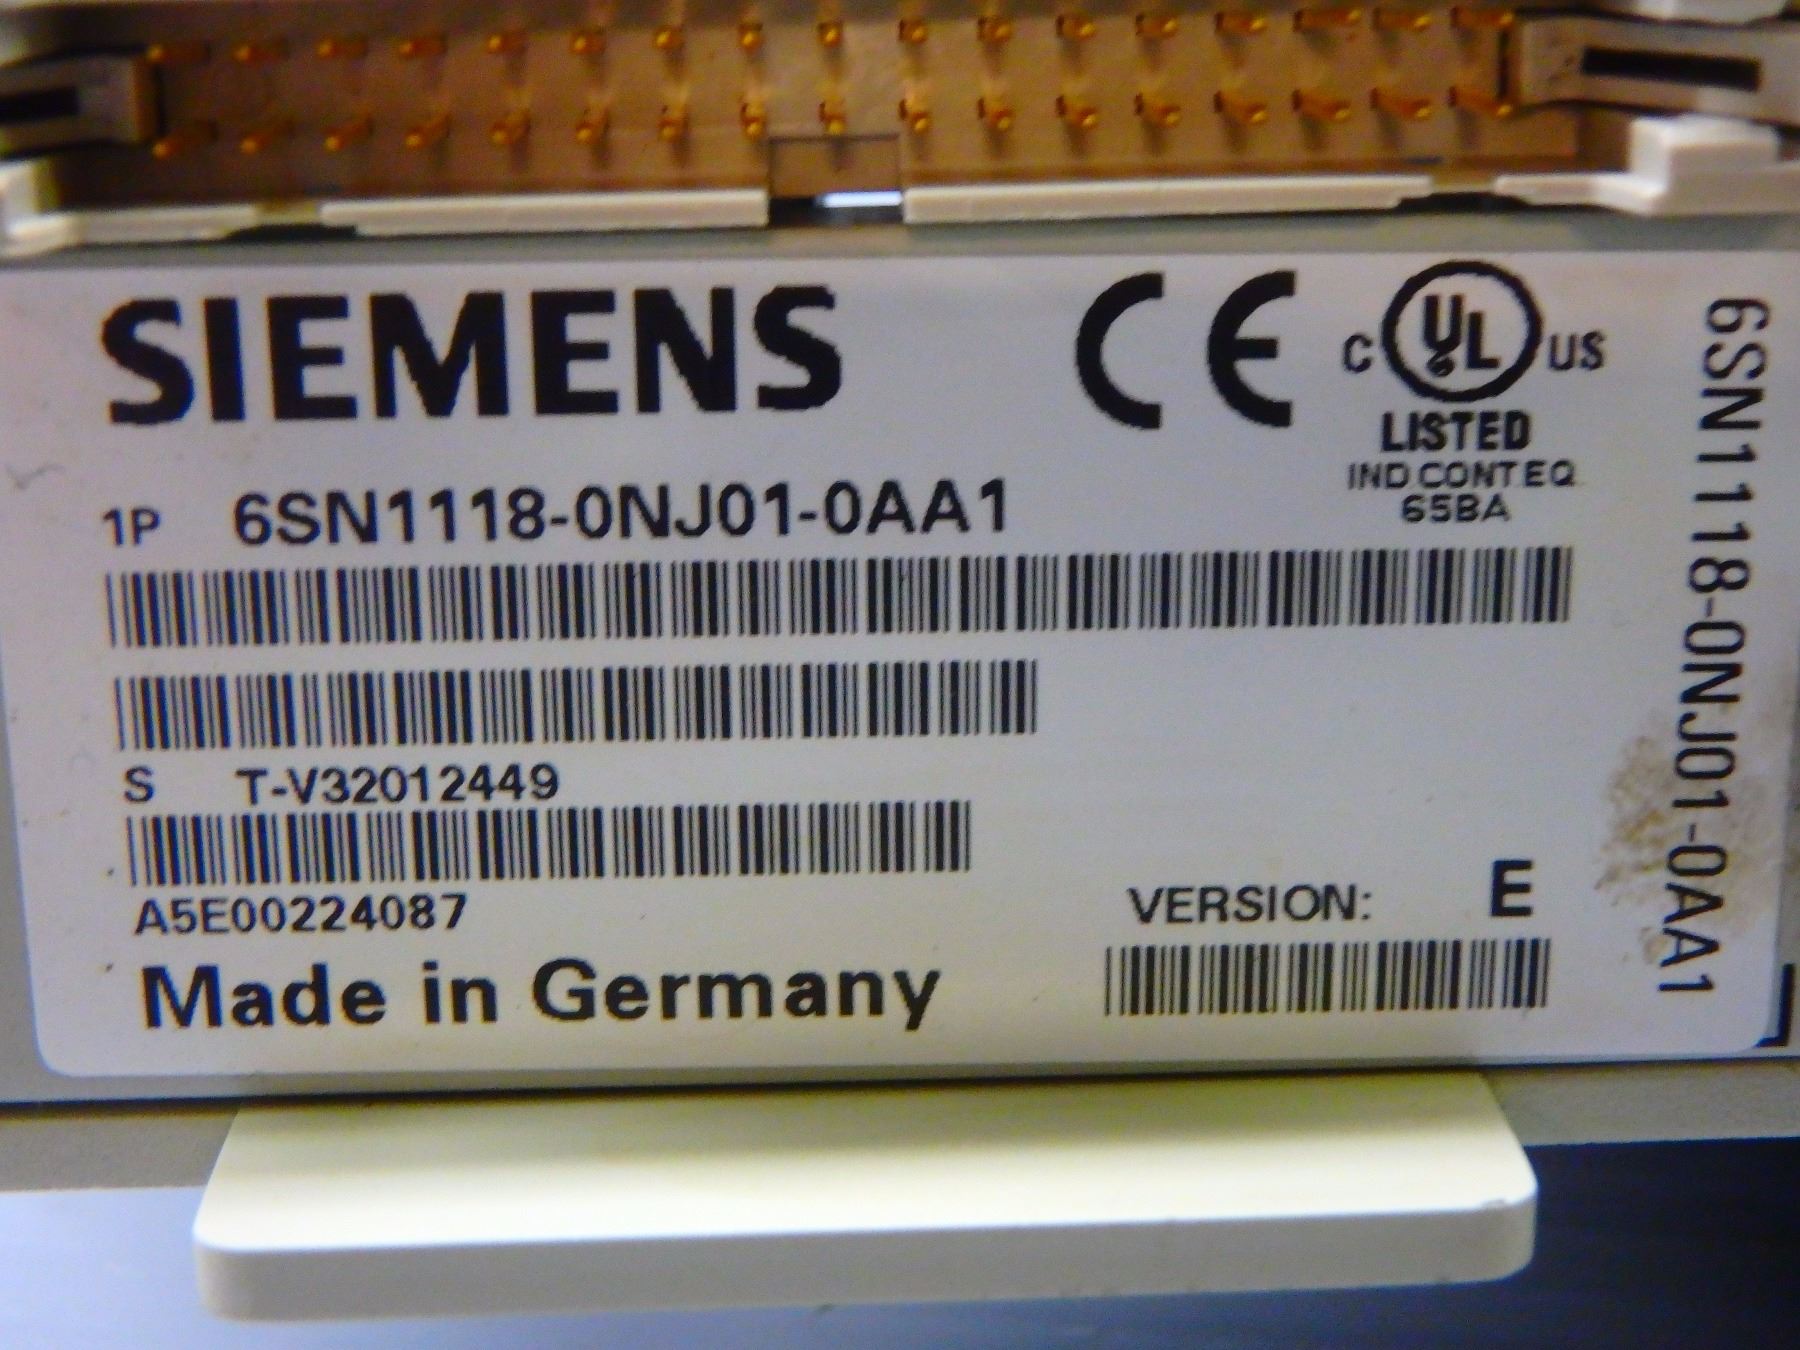 SIEMENS
CE
C UL US
LISTED
IND.CONT.EQ
65BA
1P 6SN1118-0NJ01-0AA1
S T-V32012449
A5E00224087
VERSION: E
Made in Germany
6SN1118-0NJ01-0AA1